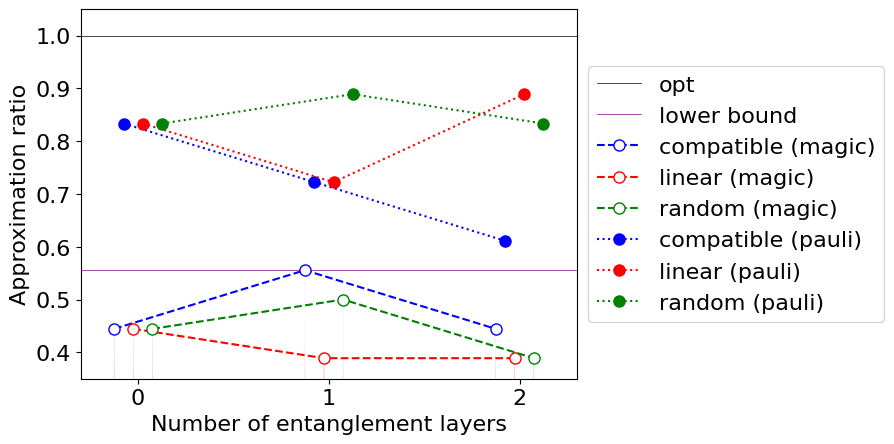 Approximation ratio
1.0
0.9
0.8
0.7
0.6
0.5
0.4
0
1
2
Number of entanglement layers
opt
lower bound
compatible (magic)
linear (magic)
random (magic)
compatible (pauli)
linear (pauli)
random (pauli)